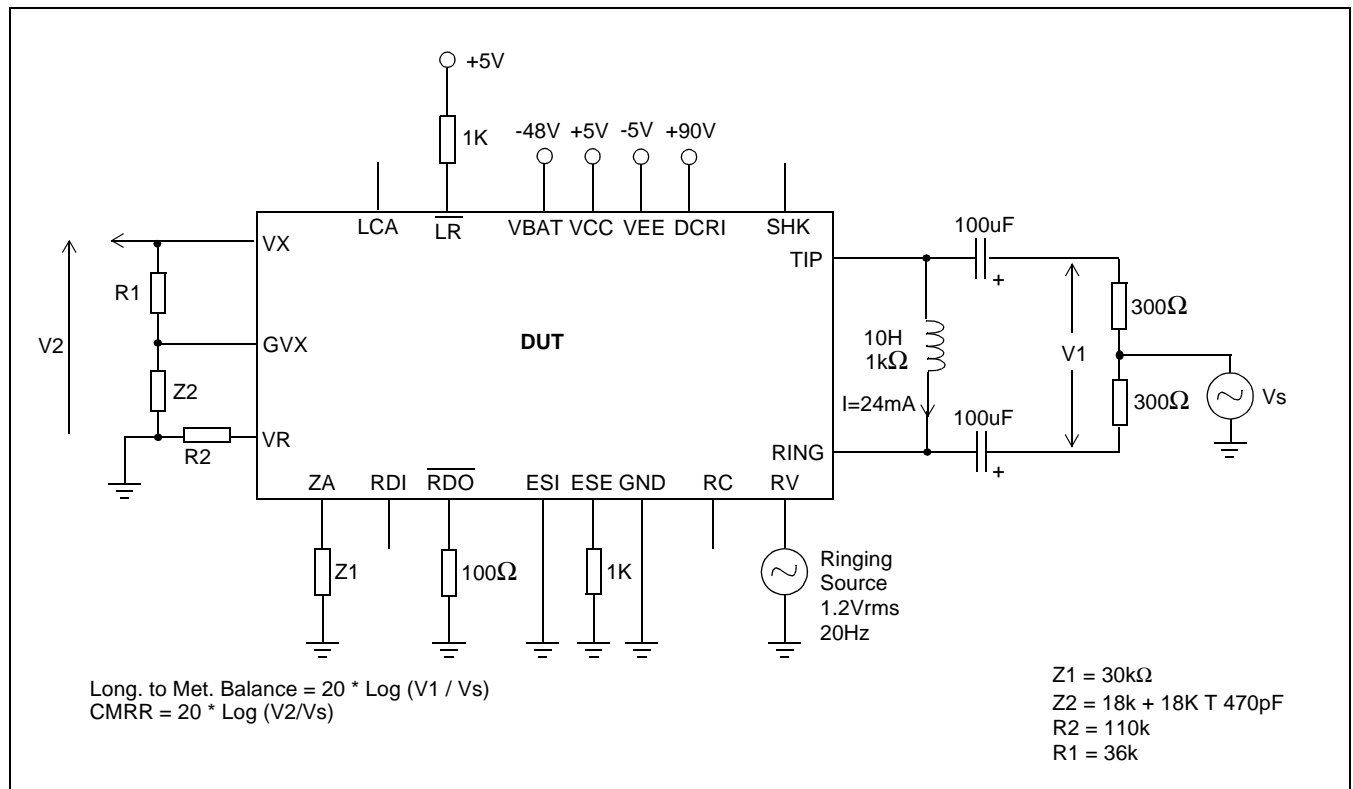 +5V
1K
-48V +5V -5V +90V
LCA LR VBAT VCC VEE DCRI SHK
VX
TIP
100uF
+
R1
300Ω
V2
GVX
DUT
10H
1kΩ
V1
Z2
I=24mA
100uF
300Ω
Vs
VR
R2
RING
+
ZA RDI RDO ESI ESE GND RC RV
Z1
100Ω
1K
Ringing
Source
1.2Vrms
20Hz
Long. to Met. Balance = 20 * Log (V1 / Vs)
CMRR = 20 * Log (V2/Vs)
Z1 = 30kΩ
Z2 = 18k + 18K T 470pF
R2 = 110k
R1 = 36k